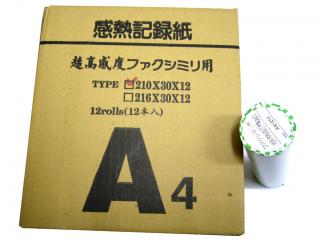 感熱記録紙
超高感度ファクシミリ用
TYPE ☑210X30X12
□216X30X12
12rolls(12本入)
A4